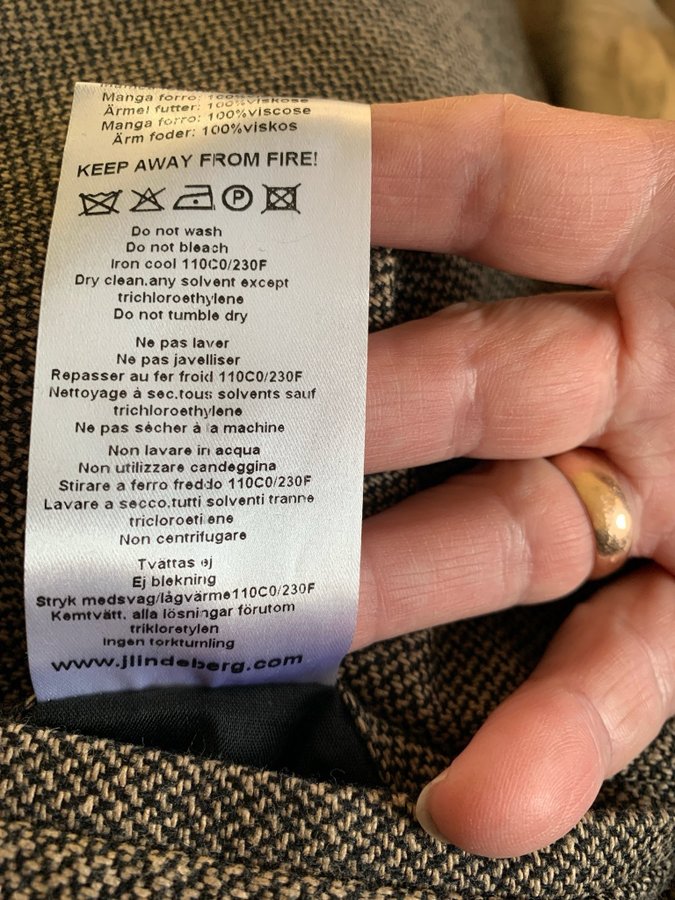 Manga forro: 100%viskose
Ärmel futter: 100%viskose
Manga forro: 100%viscose
Ärm foder: 100%viskos
KEEP AWAY FROM FIRE!
P
Do not wash
Do not bleach
Iron cool 110C0/230F
Dry clean.any solvent except
trichloroethylene
Do not tumble dry
Ne pas laver
Ne pas javelliser
Repasser au fer froid 110C0/230F
Nettoyage à sec.tous solvents sauf
trichloroethylene
Ne pas sècher à la machine
Non lavare in acqua
Non utilizzare candeggina
Stirare a ferro freddo 110C0/230F
Lavare a secco.tutti solventi tranne
tricloroetilene
Non centrifugare
Tvättas ej
Ej blekning
Stryk medsvag/lågvärme110C0/230F
Kemtvätt. alla lösningar förutom
trikloretylen
Ingen torktumling
www.jlindeberg.com